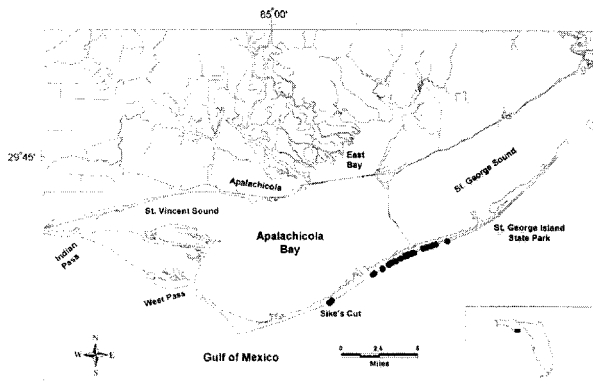 85°00'
29°45'
East
Bay
Apalachicola
St. George Sound
St. Vincent Sound
St. George Island
State Park
Apalachicola
Bay
Indian
Pass
West Pass
Sike's Cut
N
W E
S
Gulf of Mexico
0 2.5 5
Miles